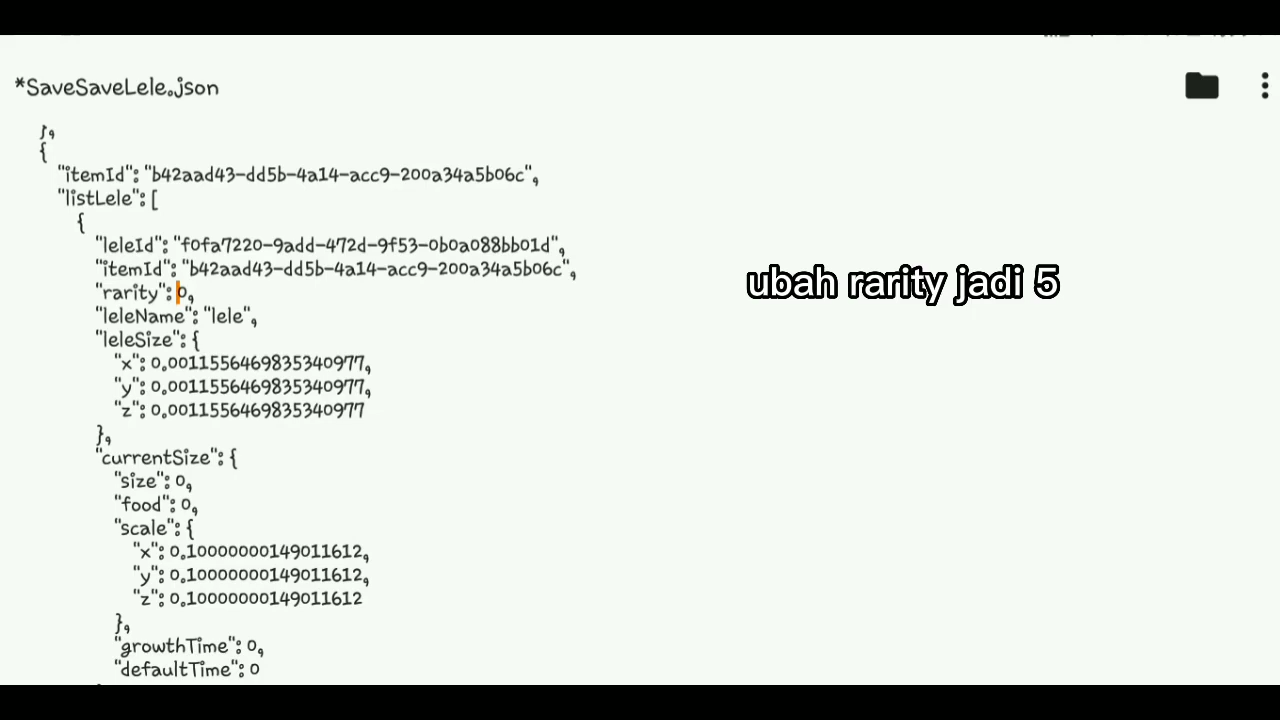 *SaveSaveLele.json
},
{
"itemId": "b42aad43-dd5b-4a14-acc9-200a34a5b06c",
"listLele": [
{
"leleId": "f0fa7220-9add-472d-9f53-0b0a088bb01d",
"itemId": "b42aad43-dd5b-4a14-acc9-200a34a5b06c",
"rarity": 0,
ubah rarity jadi 5
"leleName": "lele",
"leleSize": {
"x": 0.0011556469835340977,
"y": 0.0011556469835340977,
"z": 0.0011556469835340977
},
"currentSize": {
"size": 0,
"food": 0,
"scale": {
"x": 0.10000000149011612,
"y": 0.10000000149011612,
"z": 0.10000000149011612
},
"growthTime": 0,
"defaultTime": 0